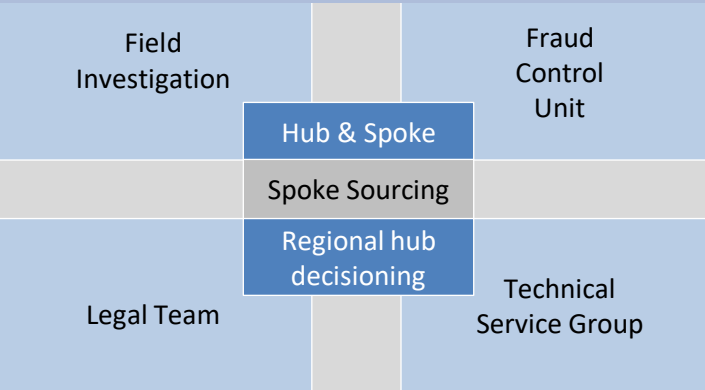 Field
Investigation
Fraud
Control
Unit
Hub & Spoke
Spoke Sourcing
Regional hub
decisioning
Legal Team
Technical
Service Group